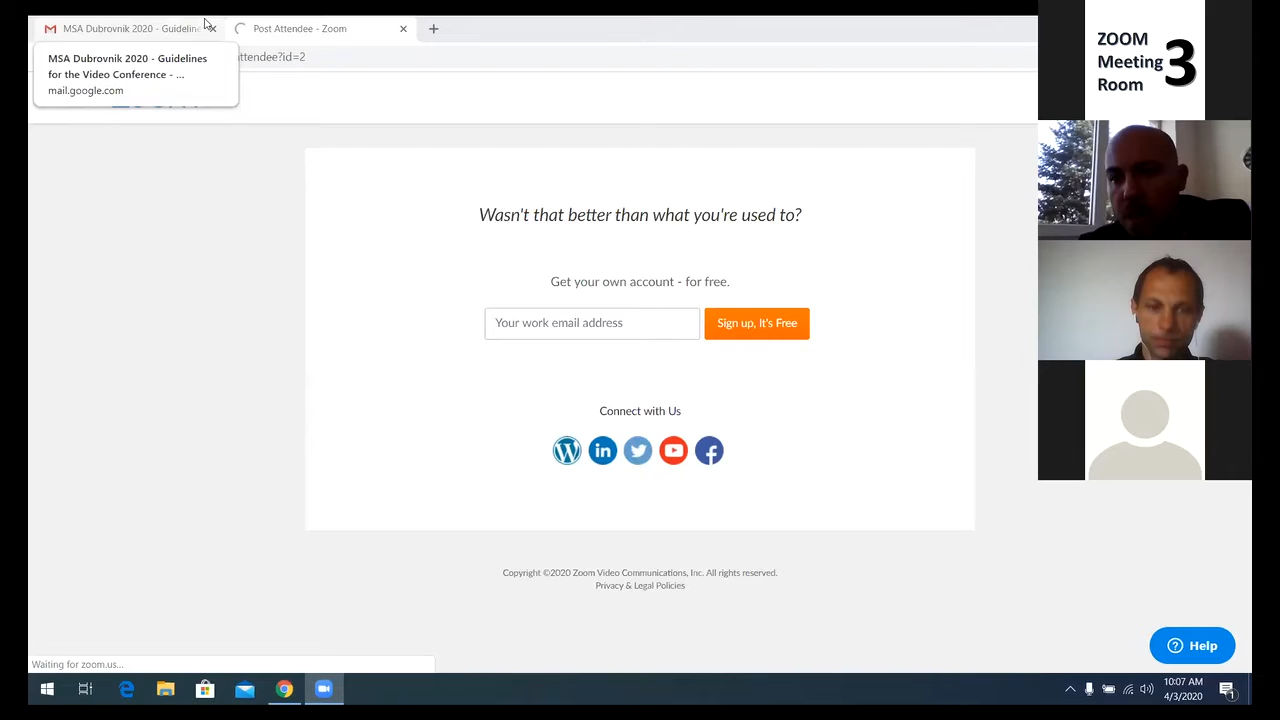 MSA Dubrovnik 2020 - Guideline
Post Attendee - Zoom
MSA Dubrovnik 2020 - Guidelines
for the Video Conference - ...
mail.google.com
attendee?id=2
ZOOM
Meeting
Room
3
Wasn't that better than what you're used to?
Get your own account - for free.
Your work email address
Sign up, It's Free
Connect with Us
Copyright ©2020 Zoom Video Communications, Inc. All rights reserved.
Privacy & Legal Policies
Help
Waiting for zoom.us...
10:07 AM
4/3/2020
1